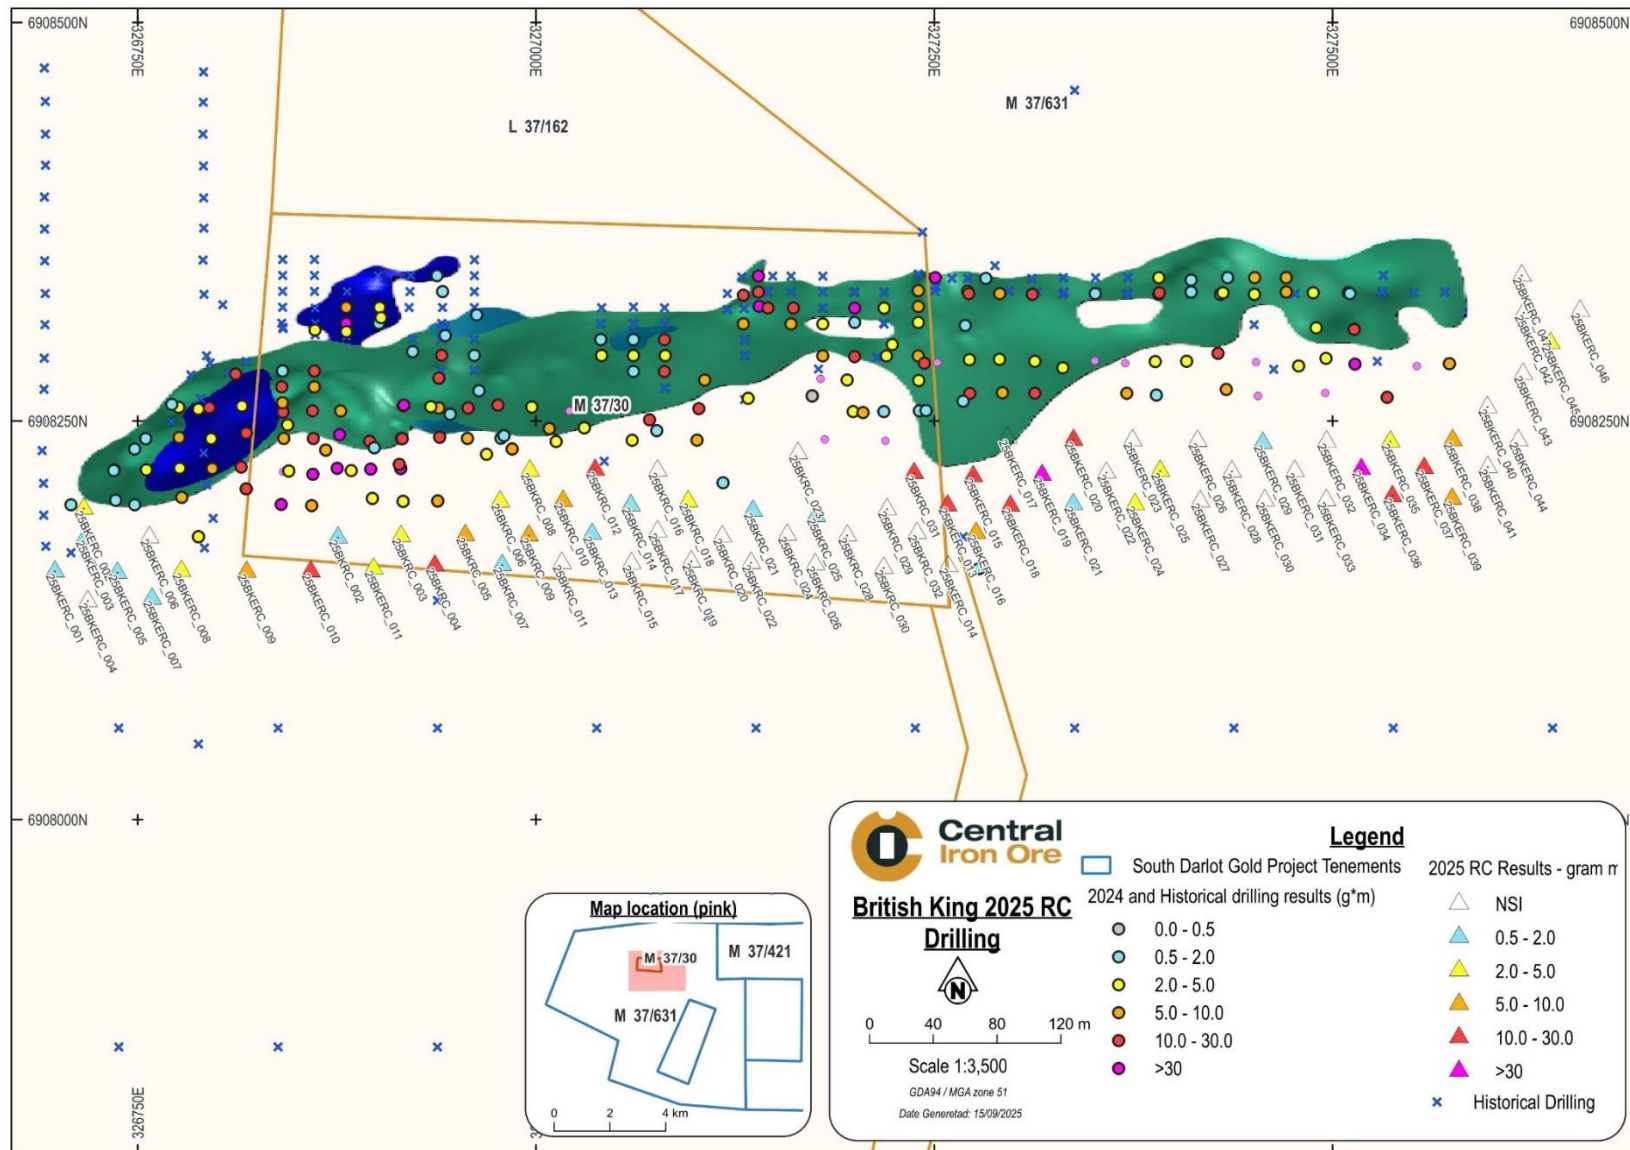 6908500N
326750E
327000E
327250E
327500E
6908500N
M 37/631
L 37/162
M 37/30
6908250N
6908250N
25BKERC_046
25BKERC_042
25BKERC_045
25BKERC_043
25BKERC_040
25BKERC_044
25BKERC_041
25BKERC_038
25BKERC_039
25BKERC_035
25BKERC_037
25BKERC_034
25BKERC_036
25BKERC_032
25BKERC_033
25BKERC_031
25BKERC_029
25BKERC_030
25BKERC_028
25BKERC_026
25BKERC_027
25BKERC_025
25BKERC_023
25BKERC_024
25BKERC_022
25BKERC_020
25BKERC_021
25BKERC_019
25BKERC_017
25BKERC_018
25BKERC_015
25BKERC_016
25BKERC_014
25BKRC_031
25BKRC_032
25BKRC_029
25BKRC_030
25BKRC_028
25BKRC_023
25BKRC_025
25BKRC_026
25BKRC_024
25BKRC_021
25BKRC_022
25BKRC_020
25BKRC_018
25BKRC_019
25BKRC_016
25BKRC_017
25BKRC_014
25BKRC_015
25BKRC_012
25BKRC_013
25BKRC_010
25BKRC_011
25BKRC_008
25BKRC_009
25BKRC_006
25BKRC_007
25BKRC_005
25BKRC_004
25BKRC_003
25BKERC_011
25BKRC_002
25BKERC_010
25BKERC_009
25BKERC_008
25BKERC_006
25BKERC_007
25BKERC_005
25BKERC_002
25BKERC_003
25BKERC_004
25BKERC_001
6908000N
326750E
Central
Iron Ore
British King 2025 RC
Drilling
N
0 40 80 120 m
Scale 1:3,500
GDA94 / MGA zone 51
Date Generetad: 15/09/2025
Legend
South Darlot Gold Project Tenements
2024 and Historical drilling results (g*m)
0.0 - 0.5
0.5 - 2.0
2.0 - 5.0
5.0 - 10.0
10.0 - 30.0
>30
2025 RC Results - gram m
NSI
0.5 - 2.0
2.0 - 5.0
5.0 - 10.0
10.0 - 30.0
>30
Historical Drilling
Map location (pink)
M 37/30
M 37/421
M 37/631
0 2 4 km